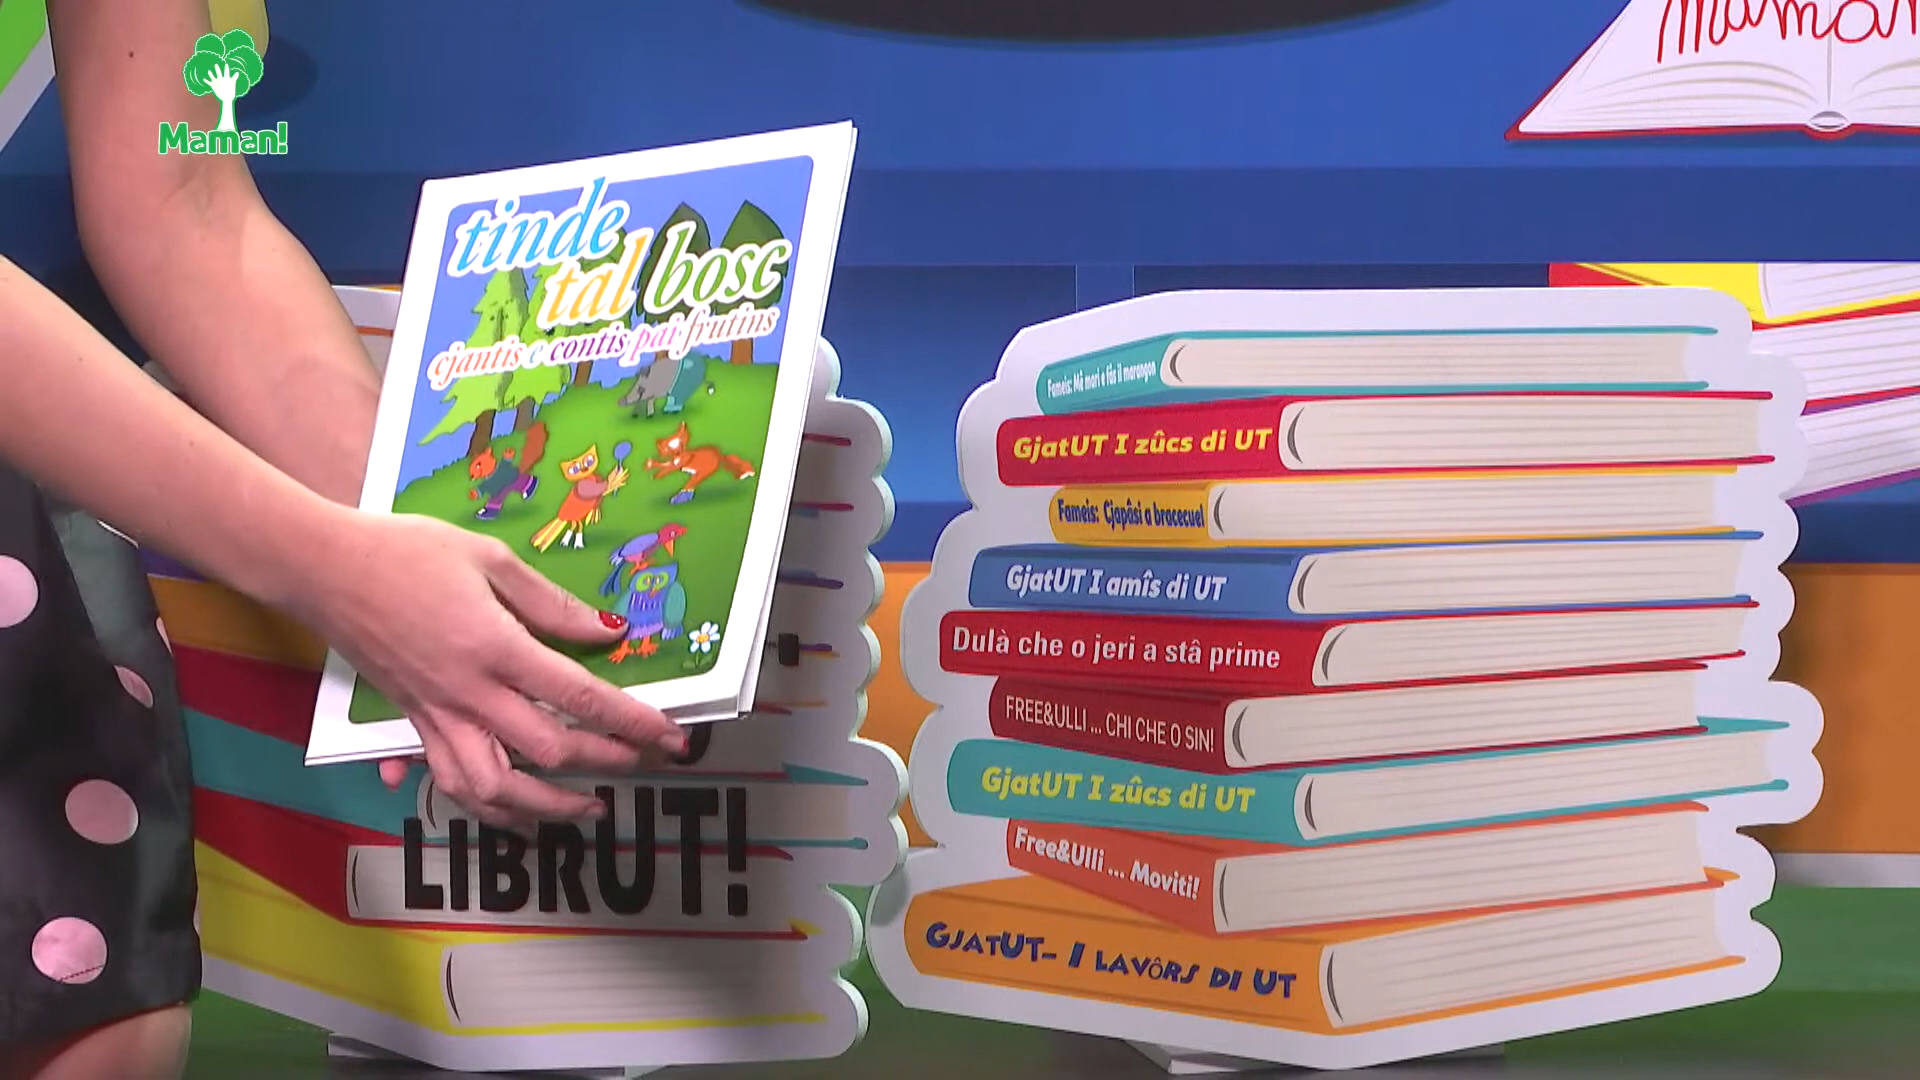 Maman!
Maman
tinde
tal bosc
cjantis e contis pai frutins
LIBRUT!
Fameis: Mê mari e fâs il marangon
GjatUT I zûcs di UT
Fameis: Cjapâsi a bracecuel
GjatUT I amîs di UT
Dulà che o jeri a stâ prime
FREE&ULLI ... CHI CHE O SIN!
GjatUT I zûcs di UT
Free&Ulli ... Moviti!
GJATUT- I LAVÔRS DI UT